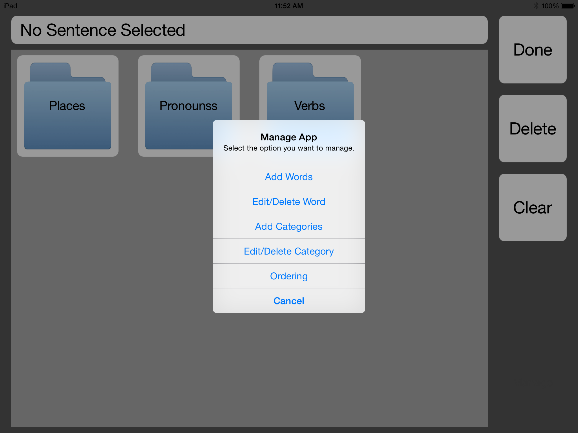 iPad 11:52 AM 100%
No Sentence Selected
Done
Places Pronounss Verbs
Delete
Manage App
Select the option you want to manage.
Add Words
Edit/Delete Word
Clear
Add Categories
Edit/Delete Category
Ordering
Cancel